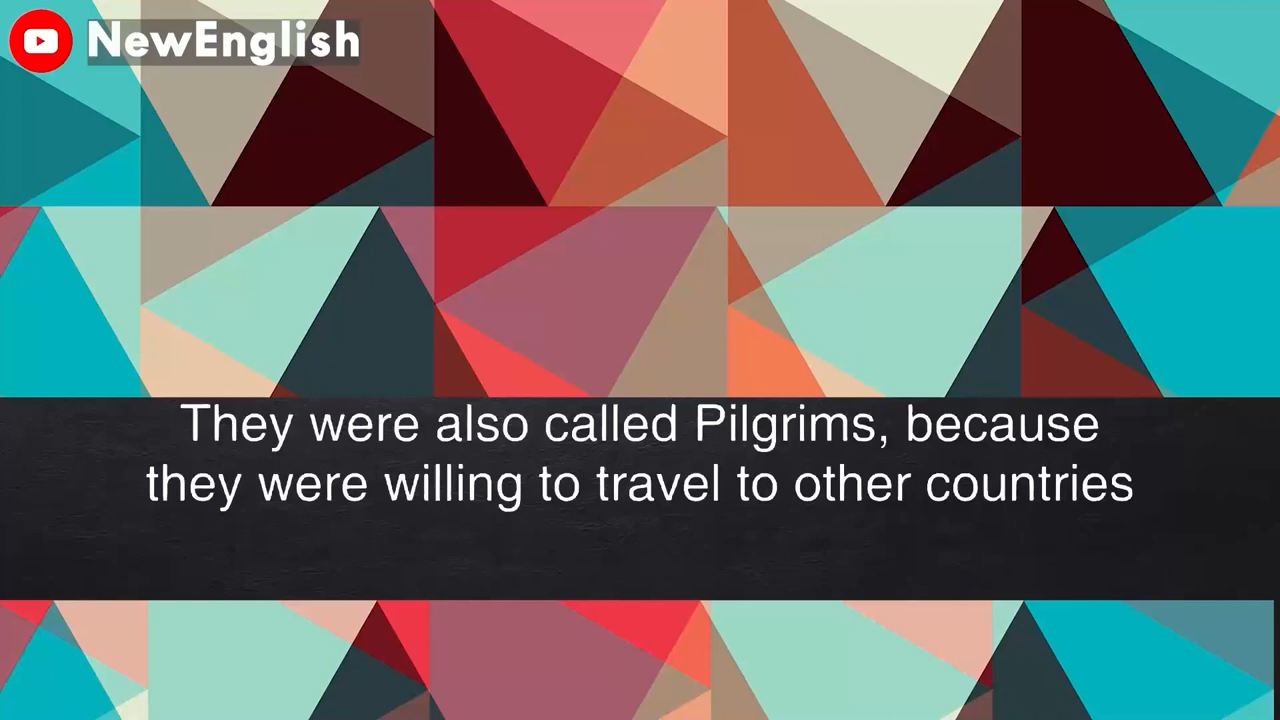 NewEnglish
They were also called Pilgrims, because
they were willing to travel to other countries